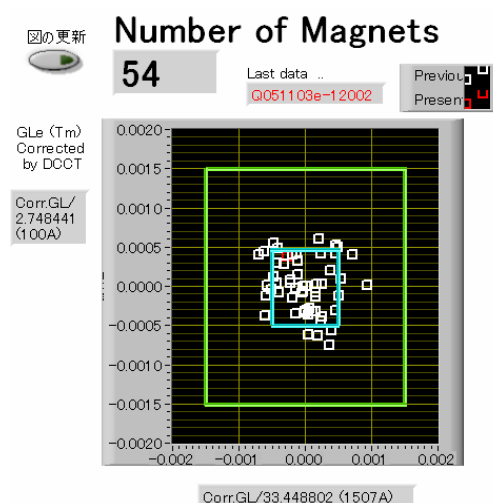 図の更新
Number of Magnets
54
Last data ..
Q051103e-12002
Previou
Presen
GLe (Tm)
Corrected
by DCCT
Corr.GL/
2.748441
(100A)
0.0020
0.0015
0.0010
0.0005
0.0000
-0.0005
-0.0010
-0.0015
-0.0020
-0.002 -0.001 0.000 0.001 0.002
Corr.GL/33.448802 (1507A)